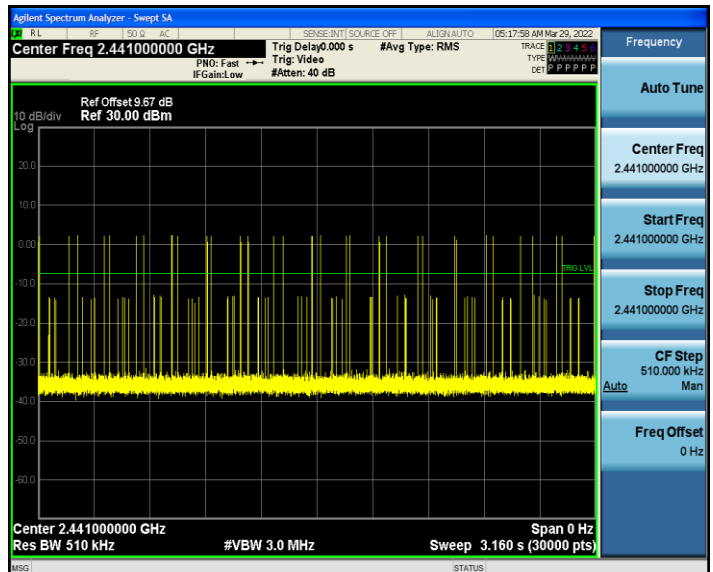 Agilent Spectrum Analyzer - Swept SA
RL RF 50 Ω AC SENSE:INT SOURCE OFF ALIGN AUTO 05:17:58 AM Mar 29, 2022
Center Freq 2.441000000 GHz Trig Delay0.000 s #Avg Type: RMS TRACE 1 2 3 4 5 6
PNO: Fast Trig: Video TYPE
IFGain:Low #Atten: 40 dB DET P P P P P P
Frequency
Auto Tune
Ref Offset 9.67 dB
10 dB/div Ref 30.00 dBm
Log
20.0
10.0
0.00
TRIG LVL
-10.0
-20.0
-30.0
-40.0
-50.0
-60.0
Center 2.441000000 GHz Span 0 Hz
Res BW 510 kHz #VBW 3.0 MHz Sweep 3.160 s (30000 pts)
Center Freq
2.441000000 GHz
Start Freq
2.441000000 GHz
Stop Freq
2.441000000 GHz
CF Step
510.000 kHz
Auto Man
Freq Offset
0 Hz
MSG STATUS